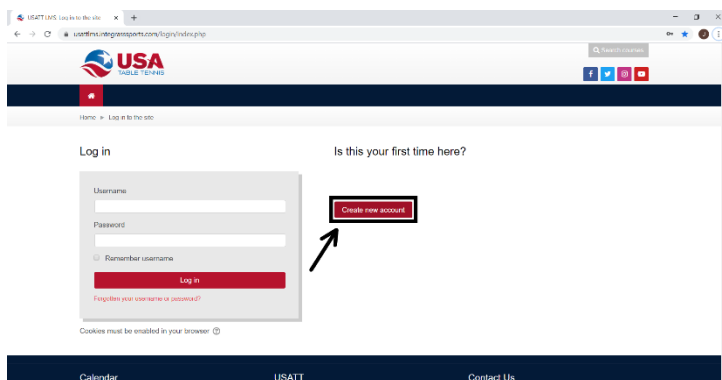 USATT LMS: Log in to the site
usattlms.integrassports.com/login/index.php
USA
TABLE TENNIS
Search courses
Home ► Log in to the site
Log in
Is this your first time here?
Username
Create new account
Password
Remember username
Log in
Forgotten your username or password?
Cookies must be enabled in your browser
Calendar
USATT
Contact Us